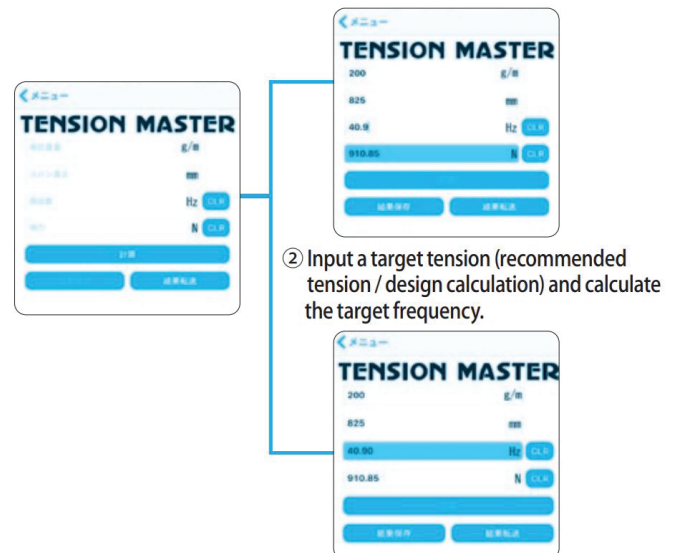 メニュー
TENSION MASTER
g/m
mm
Hz CLR
N CLR
計算
結果転送
メニュー
TENSION MASTER
200 g/m
825 mm
40.9 Hz CLR
910.85 N CLR
結果保存 結果転送
② Input a target tension (recommended
tension / design calculation) and calculate
the target frequency.
メニュー
TENSION MASTER
200 g/m
825 mm
40.90 Hz CLR
910.85 N CLR
結果保存 結果転送